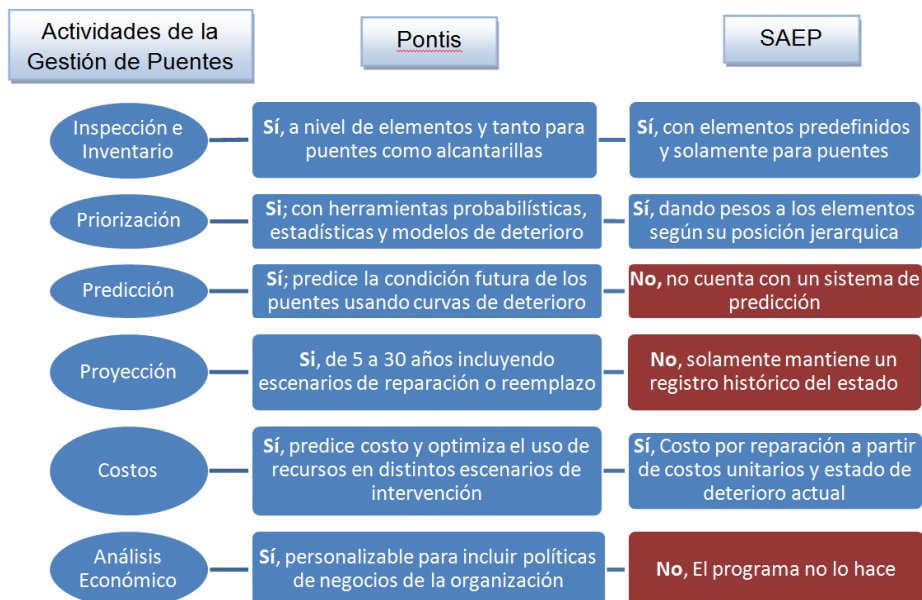 Actividades de la
Gestión de Puentes
Pontis
SAEP
Inspección e
Inventario
Sí, a nivel de elementos y tanto para
puentes como alcantarillas
Sí, con elementos predefinidos
y solamente para puentes
Priorización
Si; con herramientas probabilísticas,
estadísticas y modelos de deterioro
Sí, dando pesos a los elementos
según su posición jerarquica
Predicción
Sí; predice la condición futura de los
puentes usando curvas de deterioro
No, no cuenta con un sistema de
predicción
Proyección
Si, de 5 a 30 años incluyendo
escenarios de reparación o reemplazo
No, solamente mantiene un
registro histórico del estado
Costos
Sí, predice costo y optimiza el uso de
recursos en distintos escenarios de
intervención
Sí, Costo por reparación a partir
de costos unitarios y estado de
deterioro actual
Análisis
Económico
Sí, personalizable para incluir políticas
de negocios de la organización
No, El programa no lo hace